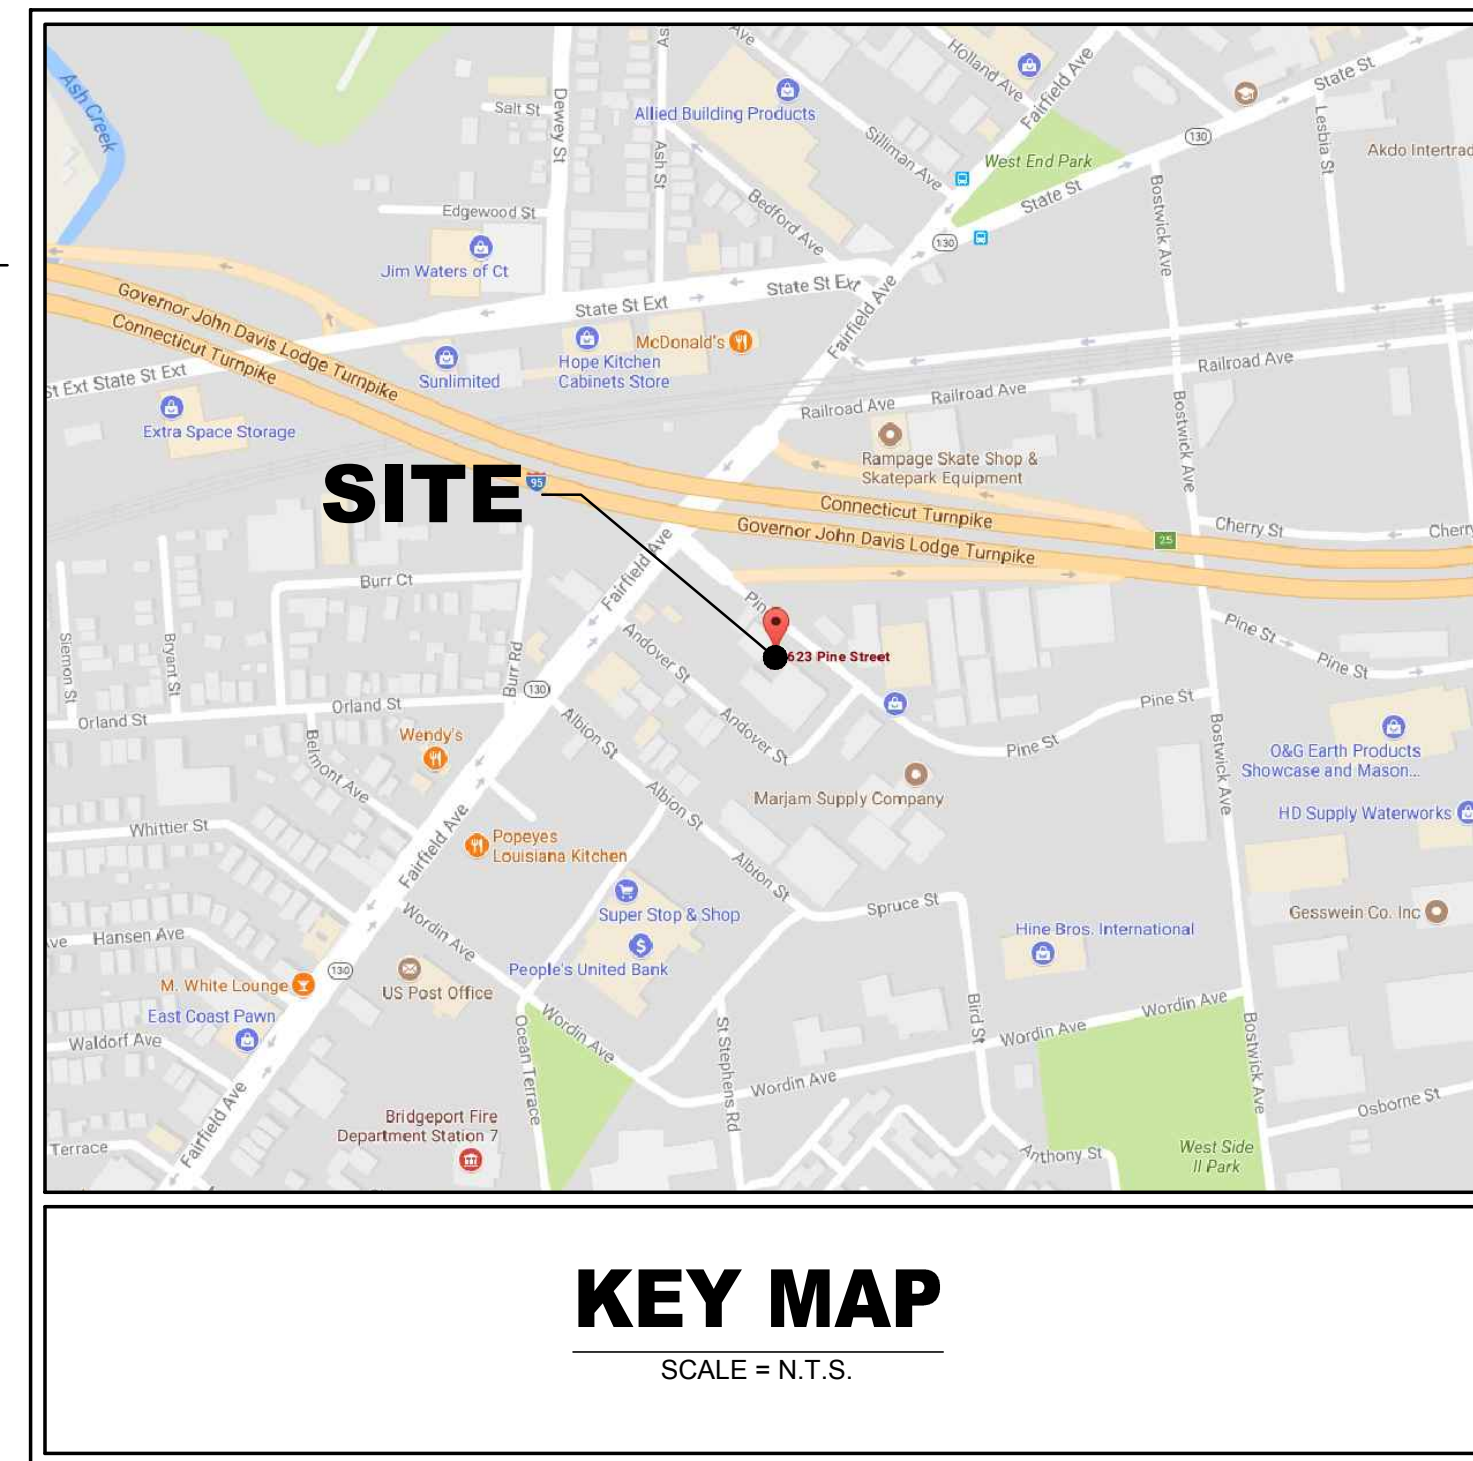 Ash Creek
Salt St
Dewey St
As
Ave
Ash St
Allied Building Products
Holland Ave
Fairfield Ave
State St
Lesbia St
130
Akdo Intertrad
Silliman Ave
West End Park
State St
Bostwick Ave
Edgewood St
Bedford Ave
130
Jim Waters of Ct
State St Ext
State St Ext
Fairfield Ave
Governor John Davis Lodge Turnpike
Connecticut Turnpike
McDonald's
Hope Kitchen
Cabinets Store
Sunlimited
St Ext State St Ext
Extra Space Storage
Railroad Ave
Railroad Ave
Railroad Ave
Bostwick Ave
Rampage Skate Shop &
Skatepark Equipment
SITE
95
Connecticut Turnpike
Governor John Davis Lodge Turnpike
25
Cherry St
Cherry
Fairfield Ave
Burr Ct
Pin
623 Pine Street
Siemon St
Bryant St
Burr Rd
Andover St
Pine St
Pine St
130
Orland St
Orland St
Pine St
Belmont Ave
Wendy's
Albion St
Andover St
Pine St
Bostwick Ave
O&G Earth Products
Showcase and Mason...
Marjam Supply Company
HD Supply Waterworks
Whittier St
Fairfield Ave
Albion St
Popeyes
Louisiana Kitchen
Albion St
Super Stop & Shop
Spruce St
Gesswein Co. Inc
Wordin Ave
Hine Bros. International
ve
Hansen Ave
130
People's United Bank
M. White Lounge
US Post Office
East Coast Pawn
Wordin Ave
Ocean Terrace
St Stephens Rd
Bird St
Wordin Ave
Wordin Ave
Bostwick Ave
Waldorf Ave
Wordin Ave
Osborne St
Fairfield Ave
Bridgeport Fire
Department Station 7
Terrace
Anthony St
West Side
II Park
KEY MAP
SCALE = N.T.S.